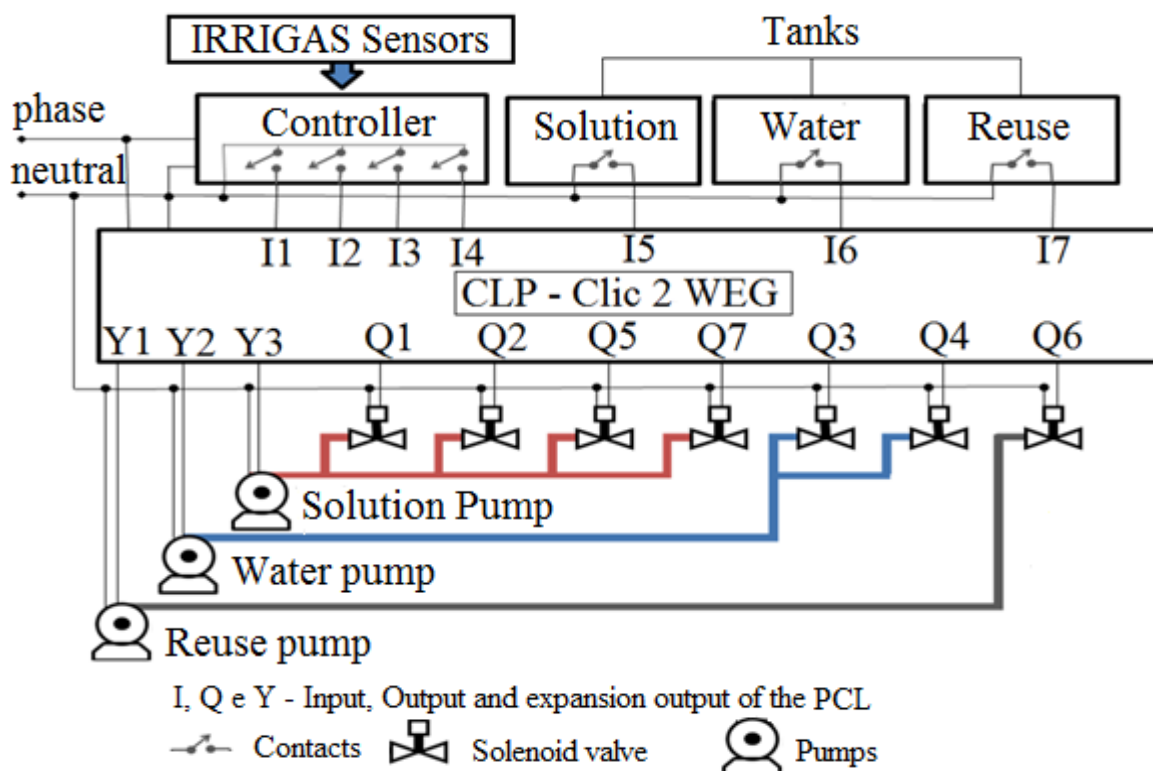 IRRIGAS Sensors
Tanks
phase
Controller
Solution
Water
Reuse
neutral
I1 I2 I3 I4 I5 I6 I7
CLP - Clic 2 WEG
Y1 Y2 Y3 Q1 Q2 Q5 Q7 Q3 Q4 Q6
Solution Pump
Water pump
Reuse pump
I, Q e Y - Input, Output and expansion output of the PCL
Contacts
Solenoid valve
Pumps